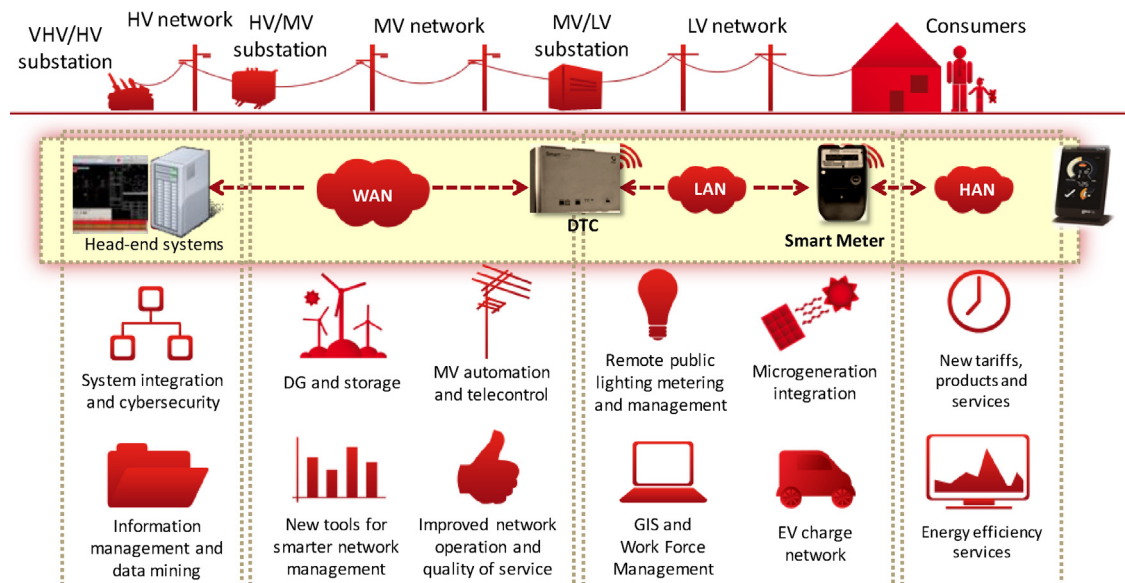 VHV/HV
substation
HV network
HV/MV
substation
MV network
MV/LV
substation
LV network
Consumers
Head-end systems
WAN
DTC
LAN
Smart Meter
HAN
System integration
and cybersecurity
DG and storage
MV automation
and telecontrol
Remote public
lighting metering
and management
Microgeneration
integration
New tariffs,
products and
services
Information
management and
data mining
New tools for
smarter network
management
Improved network
operation and
quality of service
GIS and
Work Force
Management
EV charge
network
Energy efficiency
services